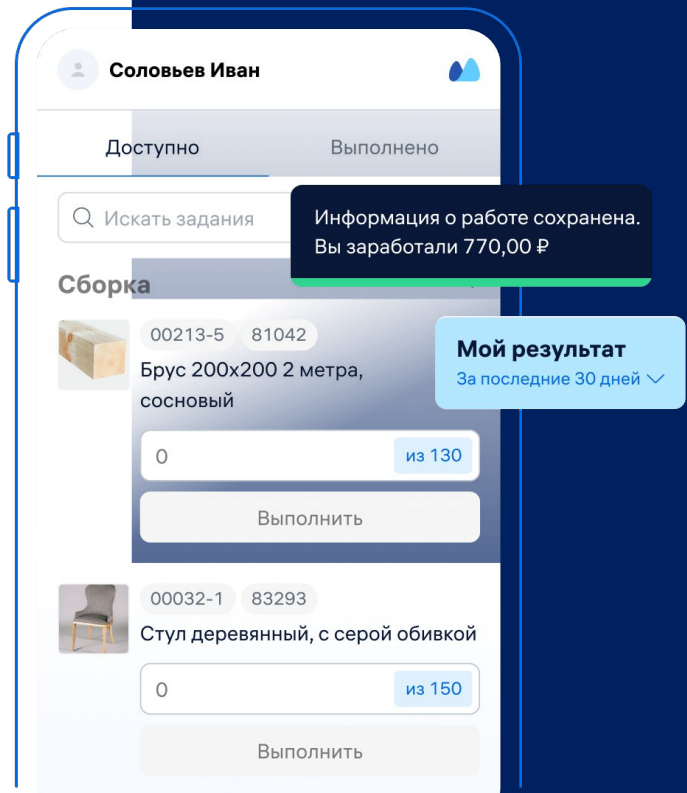 Соловьев Иван
Доступно
Выполнено
Искать задания
Информация о работе сохранена.
Вы заработали 770,00 ₽
Сборка
Мой результат
За последние 30 дней
00213-5 81042
Брус 200х200 2 метра,
сосновый
0 из 130
Выполнить
00032-1 83293
Стул деревянный, с серой обивкой
0 из 150
Выполнить